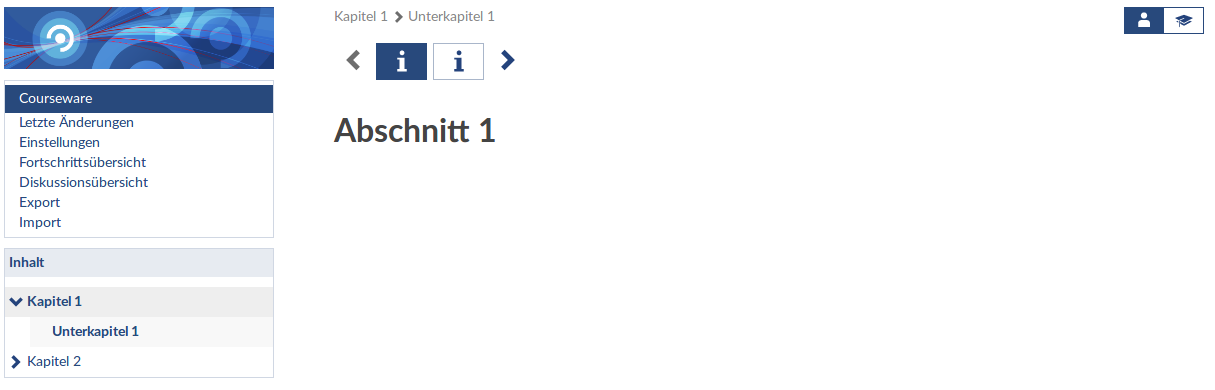 Kapitel 1 Unterkapitel 1
Courseware
Letzte Änderungen
Einstellungen
Fortschrittsübersicht
Diskussionsübersicht
Export
Import
Inhalt
Kapitel 1
Unterkapitel 1
Kapitel 2
Abschnitt 1